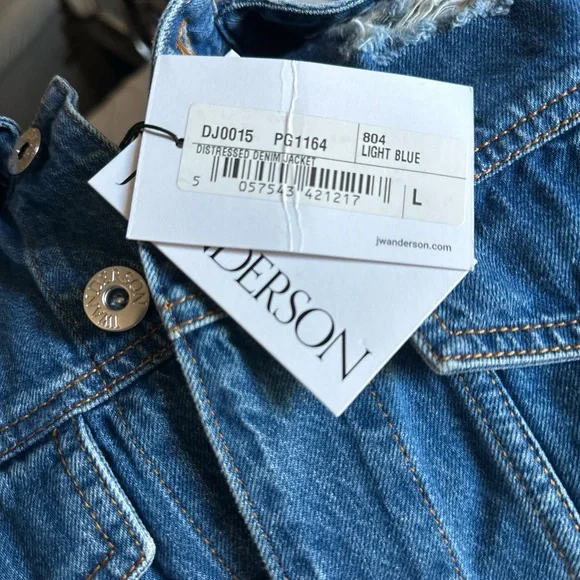 DJ0015 PG1164
804
LIGHT BLUE
DISTRESSED DENIM JACKET
5 057543 421217
L
jwanderson.com
DERSON